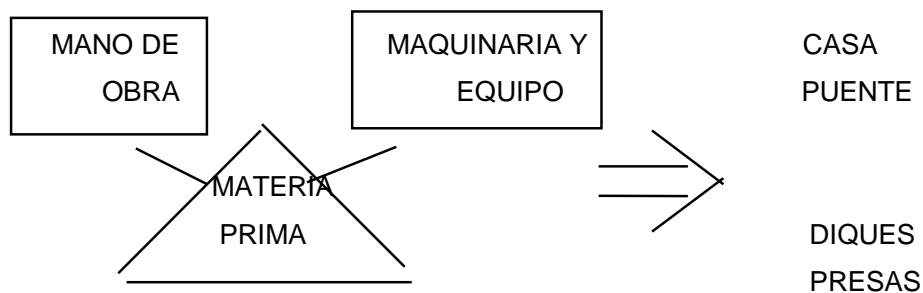 MANO DE
OBRA
MAQUINARIA Y
EQUIPO
MATERIA
PRIMA
CASA
PUENTE
DIQUES
PRESAS